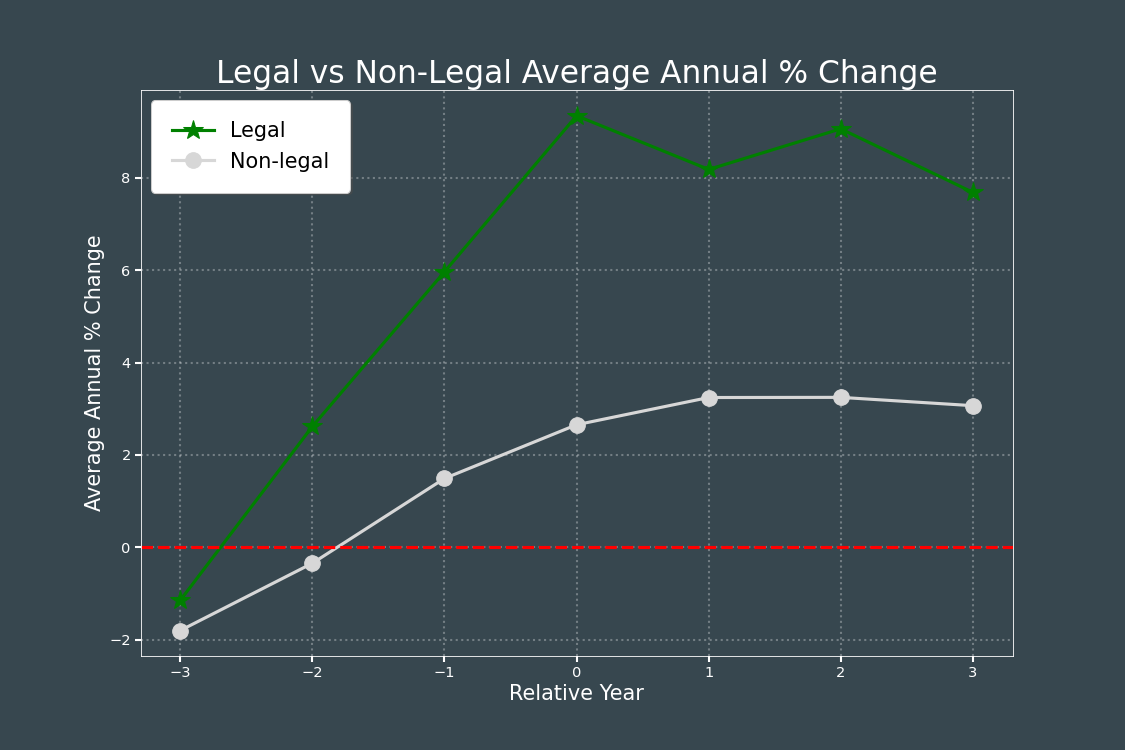 Legal vs Non-Legal Average Annual % Change
Legal
Non-legal
Average Annual % Change
8
6
4
2
0
−2
−3 −2 −1 0 1 2 3
Relative Year